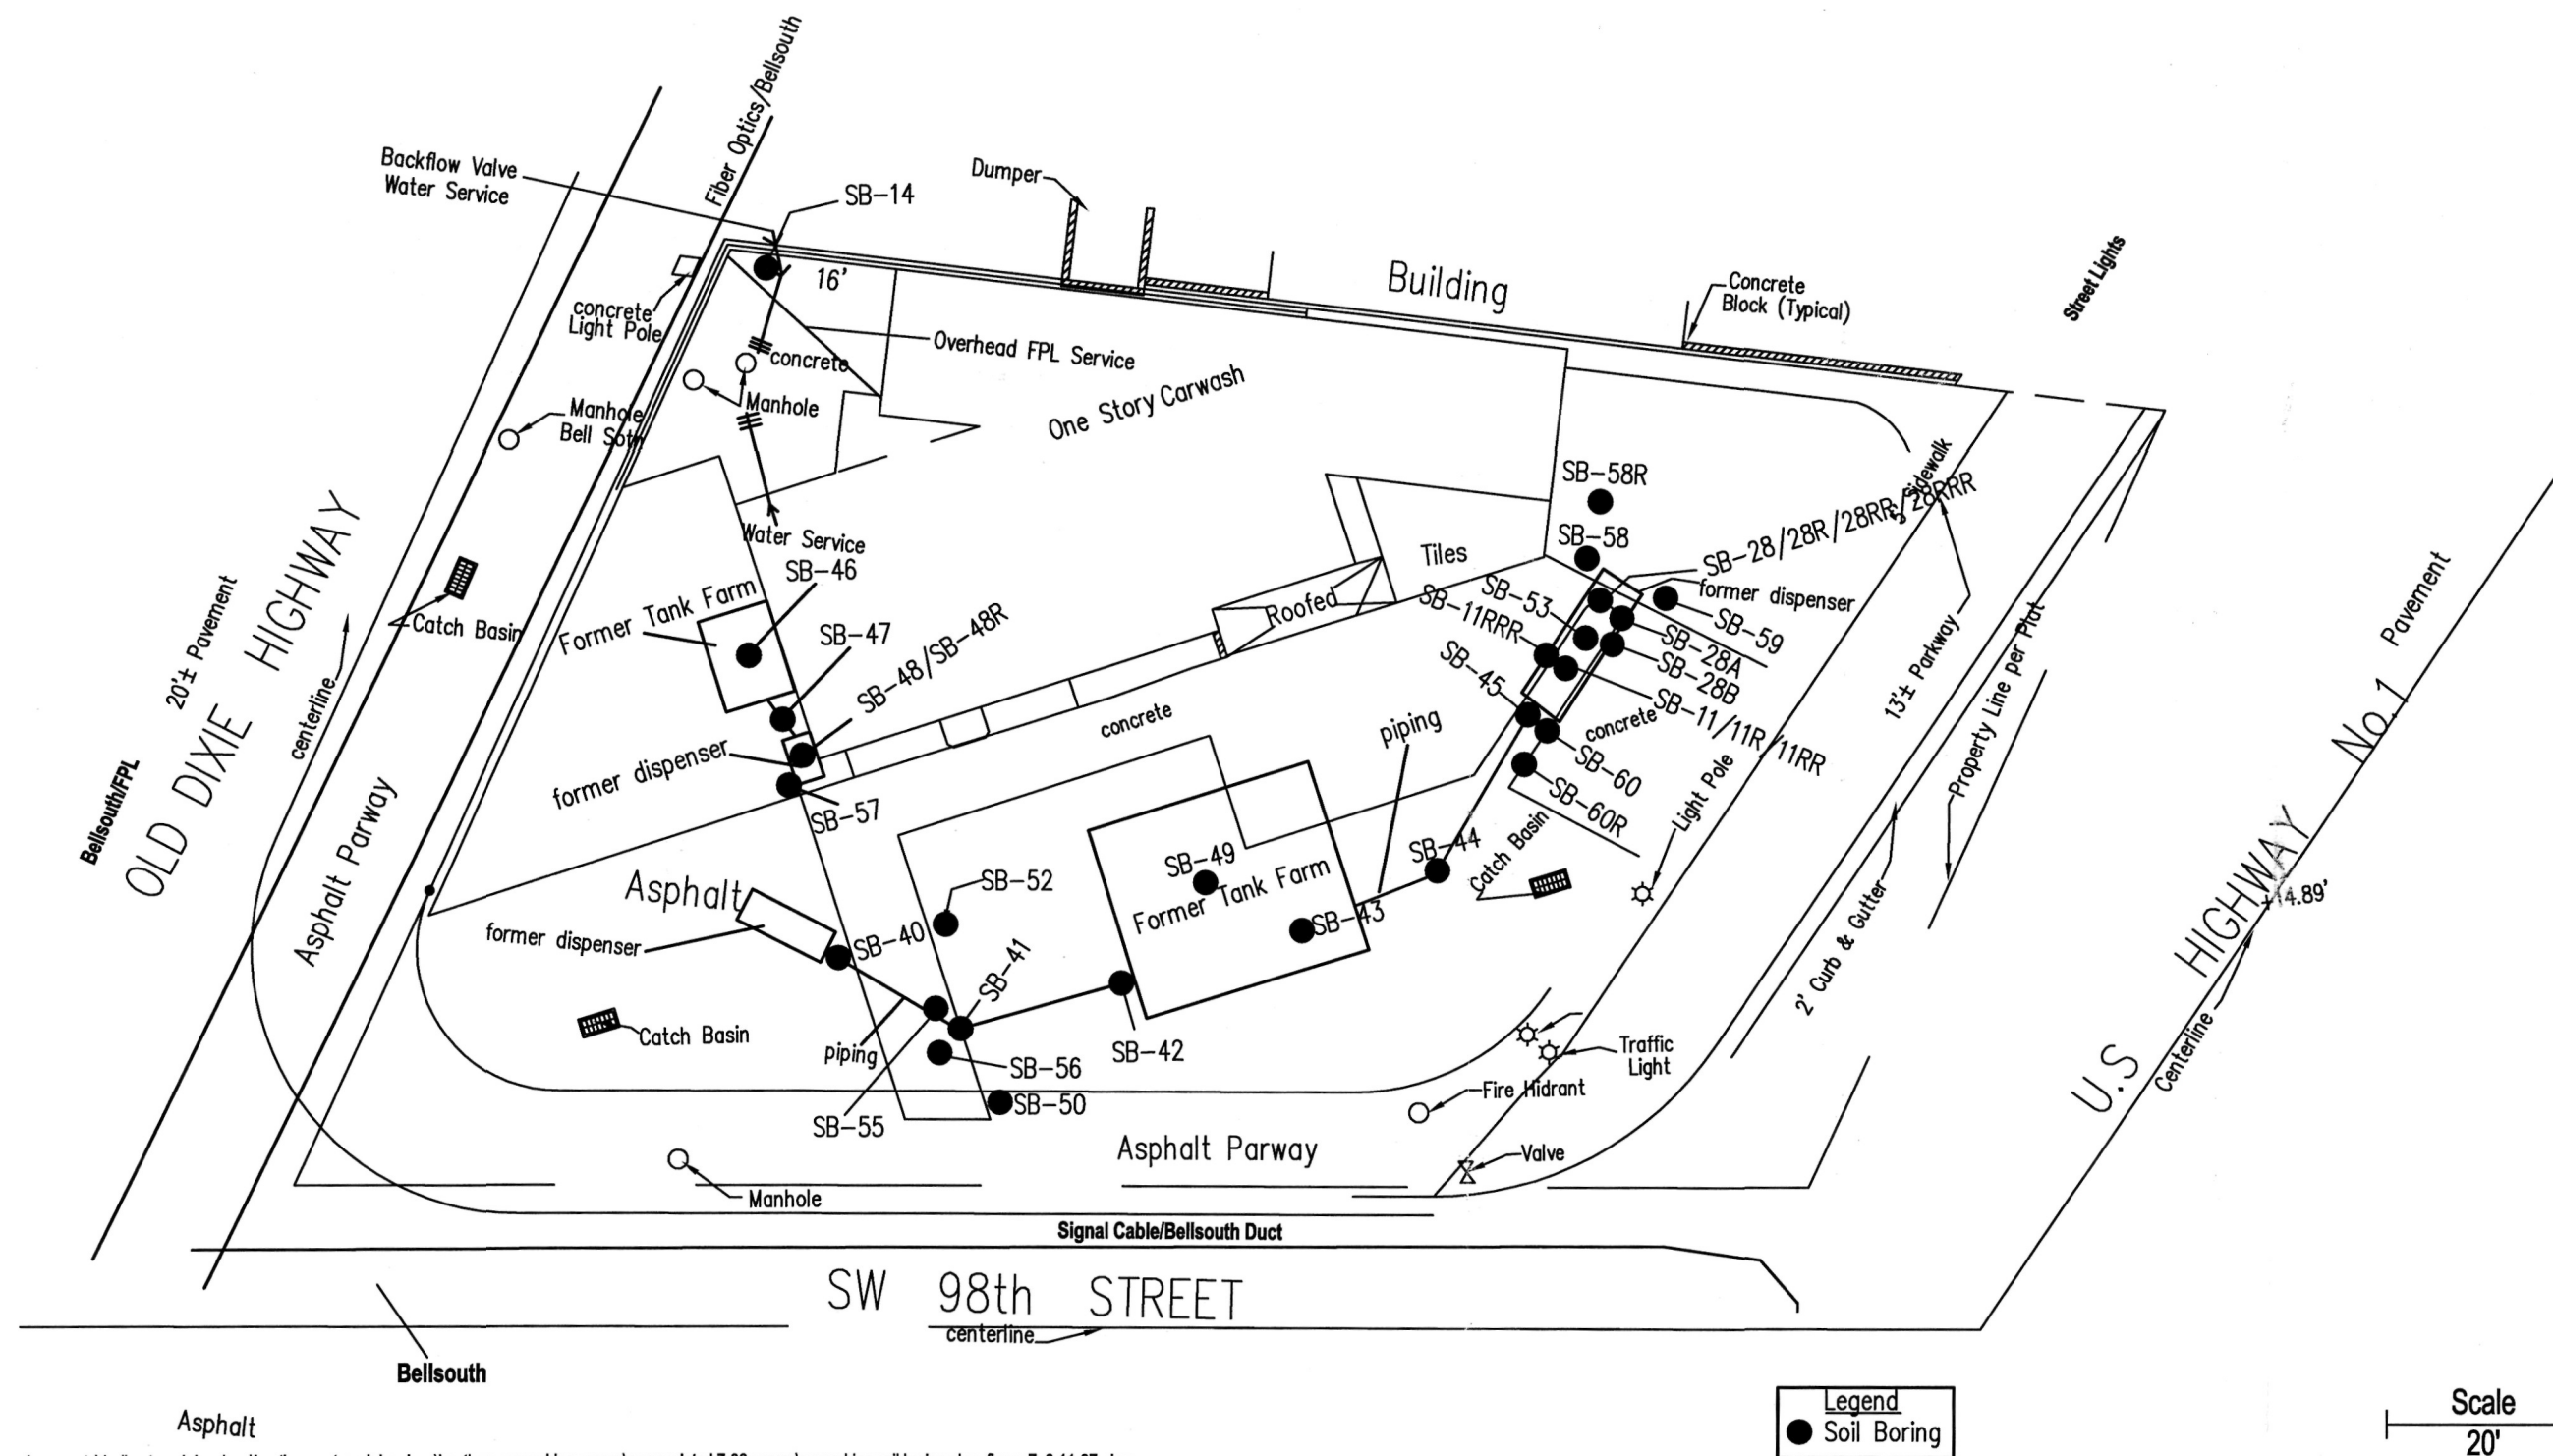 Fiber Optics/Bellsouth
Backflow Valve
Water Service
SB-14
Dumper
16'
Building
Street Lights
Concrete
Block (Typical)
concrete
Light Pole
Overhead FPL Service
concrete
Manhole
One Story Carwash
Manhole
Bell Soth
Sidewalk
SB-58R
SB-28/28R/28RR/28RRR
SB-58
Water Service
Tiles
SB-46
former dispenser
SB-53
SB-59
SB-11RRR
Roofed
SB-28A
Former Tank Farm
Catch Basin
20'± Pavement
OLD DIXIE HIGHWAY
centerline
SB-47
SB-48/SB-48R
SB-45
SB-28B
SB-11/11R/11RR
concrete
concrete
piping
13'± Parkway
Property Line per Plat
Pavement
U.S HIGHWAY No.1
former dispenser
SB-60
SB-60R
Light Pole
Bellsouth/FPL
SB-57
Asphalt Parway
Asphalt
SB-52
SB-49
Former Tank Farm
SB-44
Catch Basin
SB-43
14.89'
former dispenser
SB-40
SB-41
2' Curb & Gutter
Centerline
Catch Basin
piping
SB-42
SB-56
SB-50
SB-55
Traffic
Light
Fire Hidrant
Asphalt Parway
Valve
Manhole
Signal Cable/Bellsouth Duct
SW 98th STREET
centerline
Bellsouth
Asphalt
Legend
Soil Boring
Scale
20'